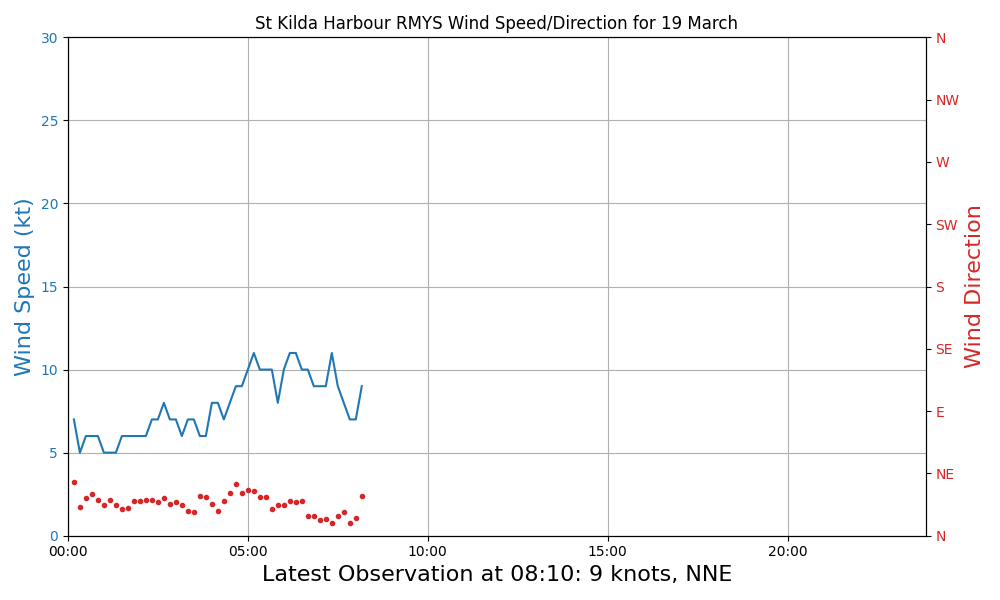 St Kilda Harbour RMYS Wind Speed/Direction for 19 March
30
25
20
15
10
5
0
Wind Speed (kt)
N
NW
W
SW
S
SE
E
NE
N
Wind Direction
00:00
05:00
10:00
15:00
20:00
Latest Observation at 08:10: 9 knots, NNE